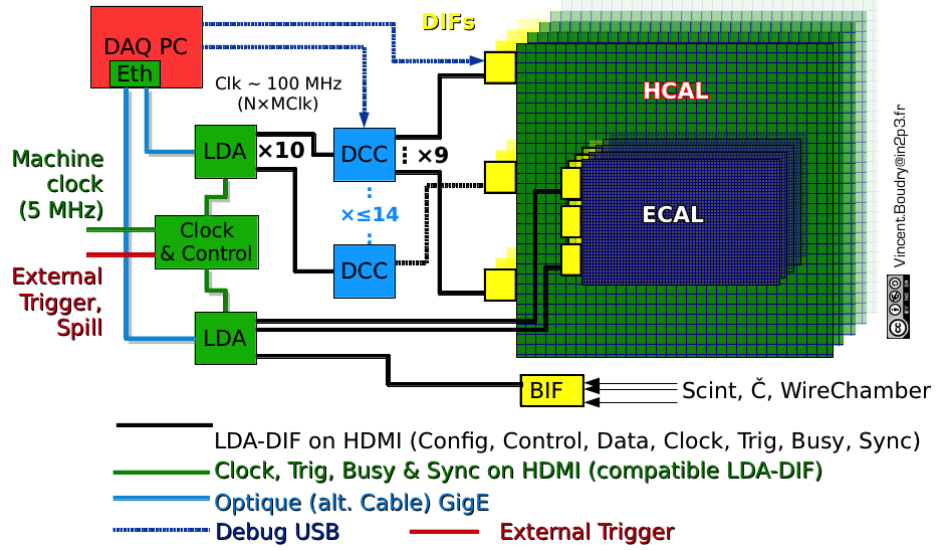 DIFs
DAQ PC
Eth
Clk ~ 100 MHz
(N×MClk)
HCAL
LDA
×10
DCC
⋮ ×9
Machine
clock
(5 MHz)
⋮
×≤14
⋮
ECAL
Clock
& Control
DCC
External
Trigger,
Spill
LDA
BIF
Scint, Č, WireChamber
Vincent.Boudry@in2p3.fr
cc
LDA-DIF on HDMI (Config, Control, Data, Clock, Trig, Busy, Sync)
Clock, Trig, Busy & Sync on HDMI (compatible LDA-DIF)
Optique (alt. Cable) GigE
Debug USB
External Trigger